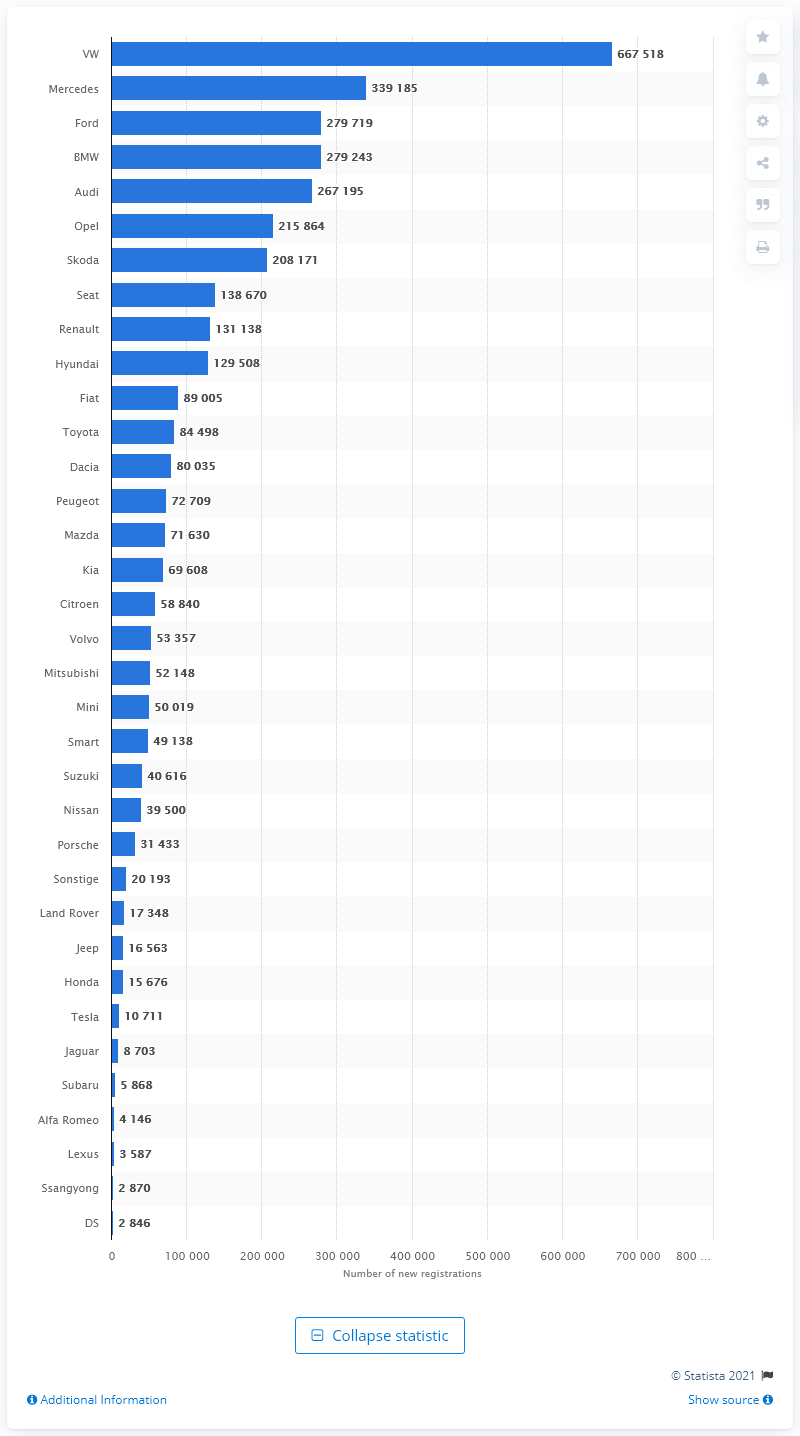 VW 667 518
Mercedes 339 185
Ford 279 719
BMW 279 243
Audi 267 195
Opel 215 864
Skoda 208 171
Seat 138 670
Renault 131 138
Hyundai 129 508
Fiat 89 005
Toyota 84 498
Dacia 80 035
Peugeot 72 709
Mazda 71 630
Kia 69 608
Citroen 58 840
Volvo 53 357
Mitsubishi 52 148
Mini 50 019
Smart 49 138
Suzuki 40 616
Nissan 39 500
Porsche 31 433
Sonstige 20 193
Land Rover 17 348
Jeep 16 563
Honda 15 676
Tesla 10 711
Jaguar 8 703
Subaru 5 868
Alfa Romeo 4 146
Lexus 3 587
Ssangyong 2 870
DS 2 846
0 100 000 200 000 300 000 400 000 500 000 600 000 700 000 800 ...
Number of new registrations
Collapse statistic
© Statista 2021
Additional Information Show source